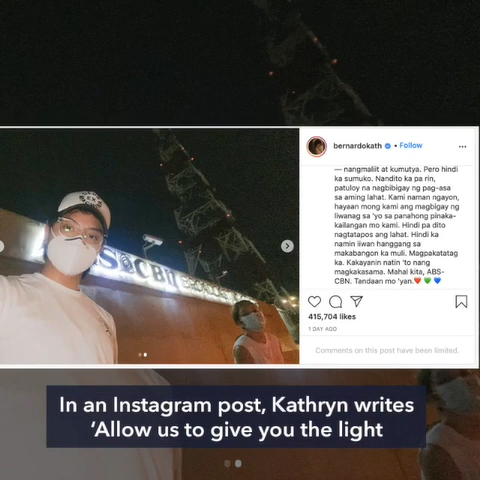 bernardokath • Follow
— nangmaliit at kumutya. Pero hindi
ka sumuko. Nandito ka pa rin,
patuloy na nagbibigay ng pag-asa
sa aming lahat. Kami naman ngayon,
hayaan mong kami ang magbigay ng
liwanag sa 'yo sa panahong pinaka-
kailangan mo kami. Hindi pa dito
nagtatapos ang lahat. Hindi ka
namin iiwan hanggang sa
makabangon ka muli. Magpakatatag
ka. Kakayanin natin 'to nang
magkakasama. Mahal kita, ABS-
CBN. Tandaan mo 'yan.❤️💚💙
415,704 likes
1 DAY AGO
Comments on this post have been limited.
In an Instagram post, Kathryn writes
‘Allow us to give you the light